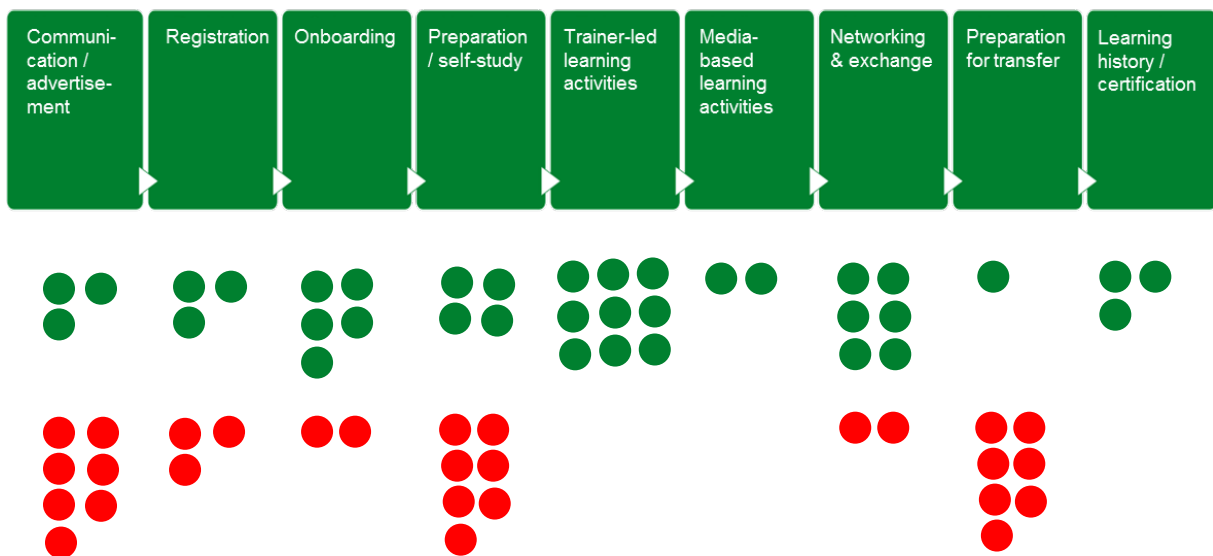 Communi-
cation /
advertise-
ment
Registration
Onboarding
Preparation
/ self-study
Trainer-led
learning
activities
Media-
based
learning
activities
Networking
& exchange
Preparation
for transfer
Learning
history /
certification